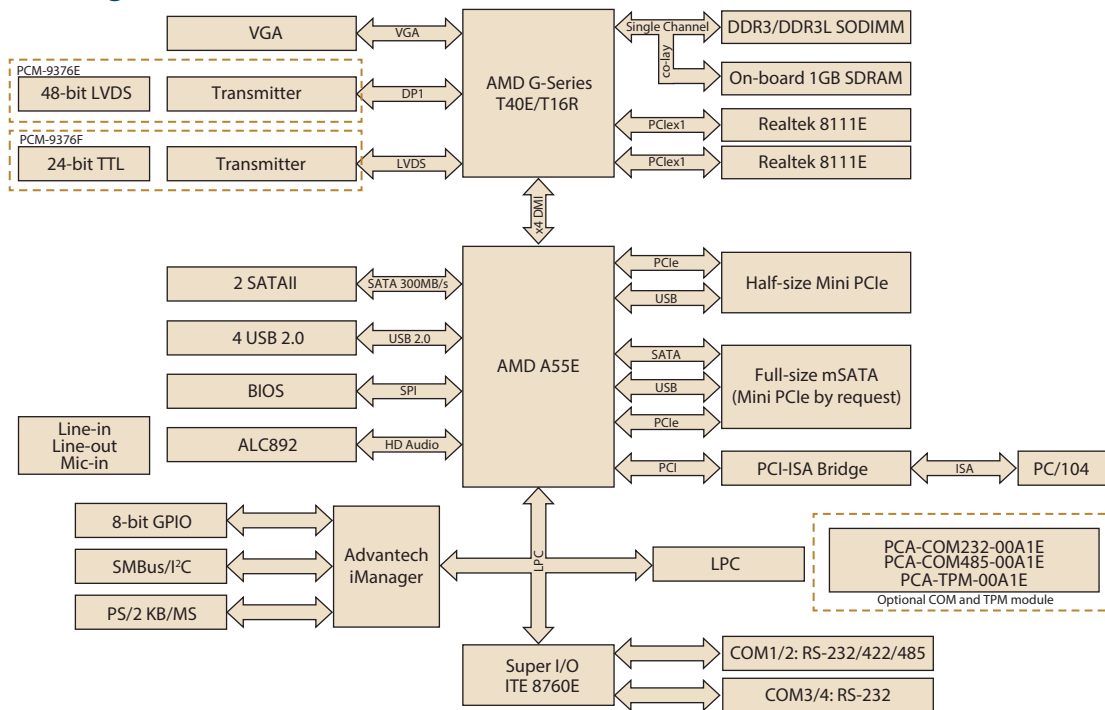 VGA
VGA
Single Channel
DDR3/DDR3L SODIMM
co-lay
On-board 1GB SDRAM
AMD G-Series
T40E/T16R
PCM-9376E
48-bit LVDS
Transmitter
DP1
PCIex1
Realtek 8111E
PCM-9376F
24-bit TTL
Transmitter
LVDS
PCIex1
Realtek 8111E
x4 DMI
2 SATAII
SATA 300MB/s
4 USB 2.0
USB 2.0
BIOS
SPI
ALC892
HD Audio
Line-in
Line-out
Mic-in
AMD A55E
PCIe
USB
Half-size Mini PCIe
SATA
USB
PCIe
Full-size mSATA
(Mini PCIe by request)
PCI
PCI-ISA Bridge
ISA
PC/104
8-bit GPIO
SMBus/I²C
PS/2 KB/MS
Advantech
iManager
LPC
LPC
PCA-COM232-00A1E
PCA-COM485-00A1E
PCA-TPM-00A1E
Optional COM and TPM module
Super I/O
ITE 8760E
COM1/2: RS-232/422/485
COM3/4: RS-232